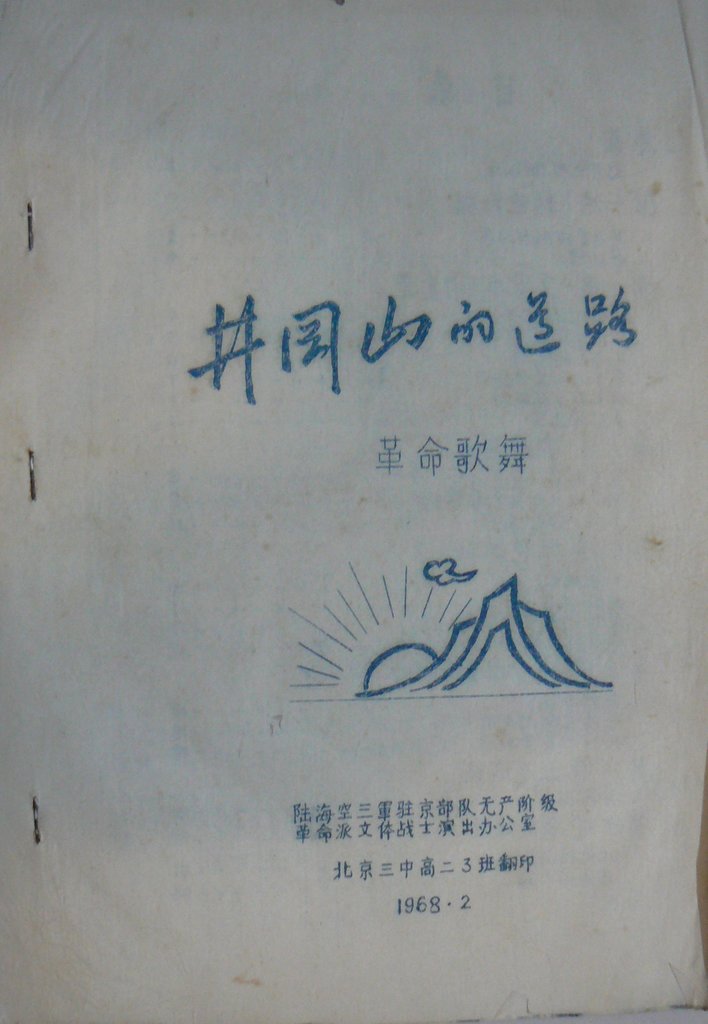 井岡山的道路
革命歌舞
陆海空三軍驻京部队无产阶级
革命派文体战士演出办公室
北京三中高二3班翻印
1968·2